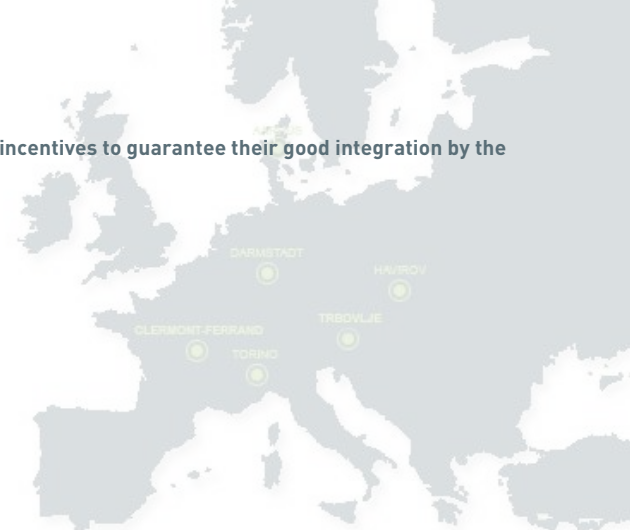 incentives to guarantee their good integration by the
DARMSTADT
HAVIROV
TRBOVLJE
CLERMONT-FERRAND
TORINO